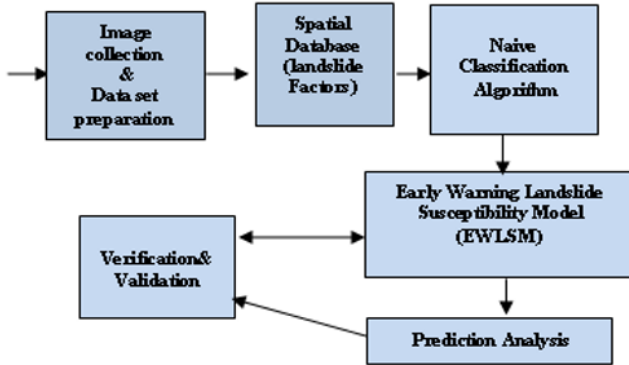 Image
collection
&
Data set
preparation
Spatial
Database
(landslide
Factors)
Naive
Classification
Algorithm
Early Warning Landslide
Susceptibility Model
(EWLSM)
Verification&
Validation
Prediction Analysis